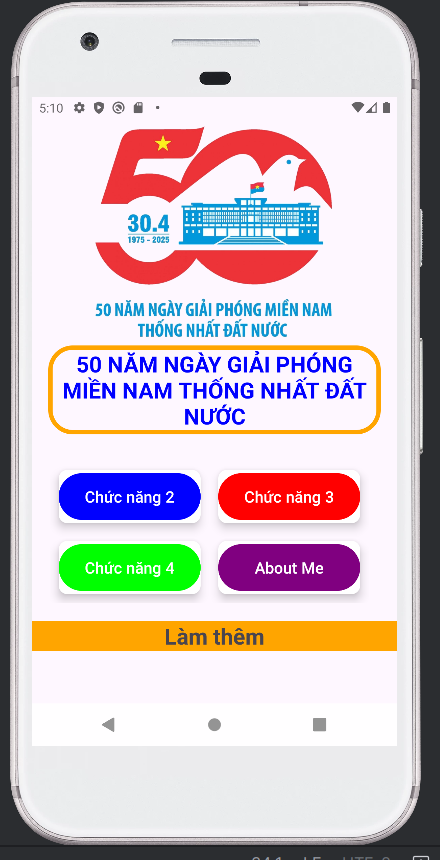 5:10
50
30.4
1975 - 2025
50 NĂM NGÀY GIẢI PHÓNG MIỀN NAM
THỐNG NHẤT ĐẤT NƯỚC
50 NĂM NGÀY GIẢI PHÓNG
MIỀN NAM THỐNG NHẤT ĐẤT
NƯỚC
Chức năng 2
Chức năng 3
Chức năng 4
About Me
Làm thêm